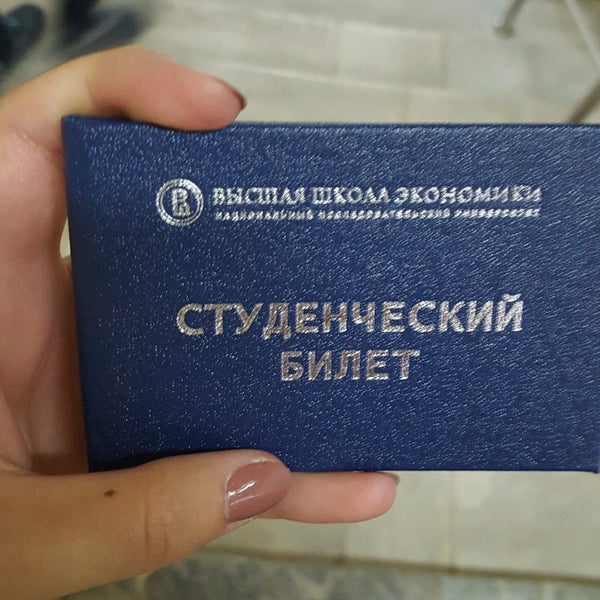 ВЫСШАЯ ШКОЛА ЭКОНОМИКИ
НАЦИОНАЛЬНЫЙ ИССЛЕДОВАТЕЛЬСКИЙ УНИВЕРСИТЕТ
СТУДЕНЧЕСКИЙ
БИЛЕТ